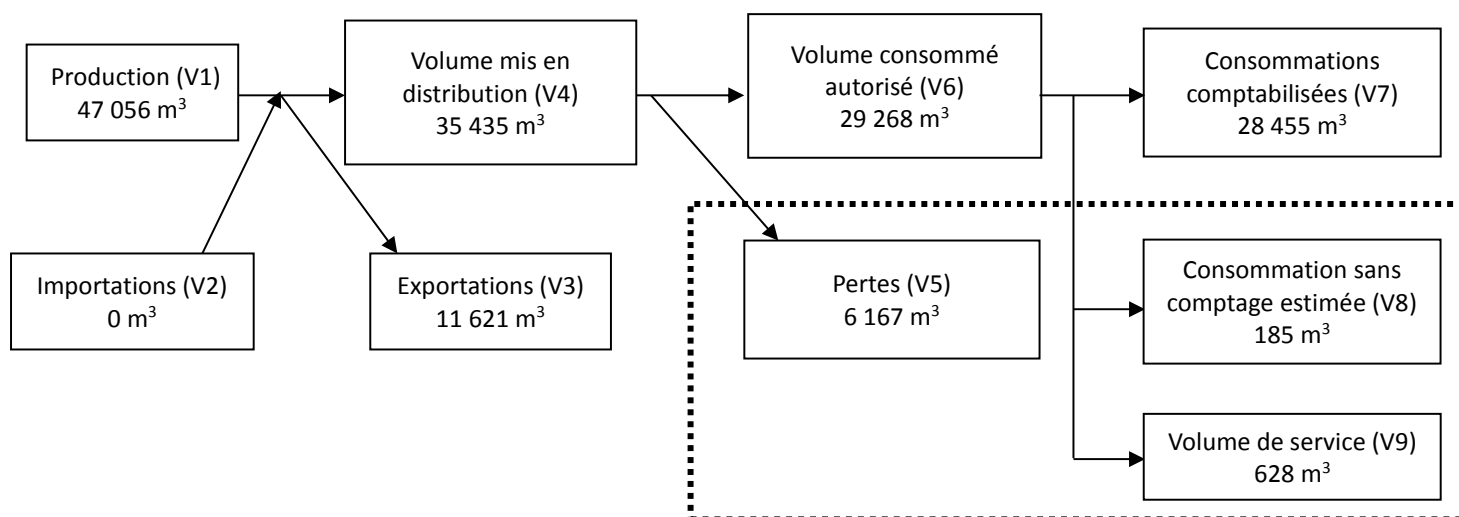 Production (V1)
47 056 m³
Volume mis en
distribution (V4)
35 435 m³
Volume consommé
autorisé (V6)
29 268 m³
Consommations
comptabilisées (V7)
28 455 m³
Importations (V2)
0 m³
Exportations (V3)
11 621 m³
Pertes (V5)
6 167 m³
Consommation sans
comptage estimée (V8)
185 m³
Volume de service (V9)
628 m³